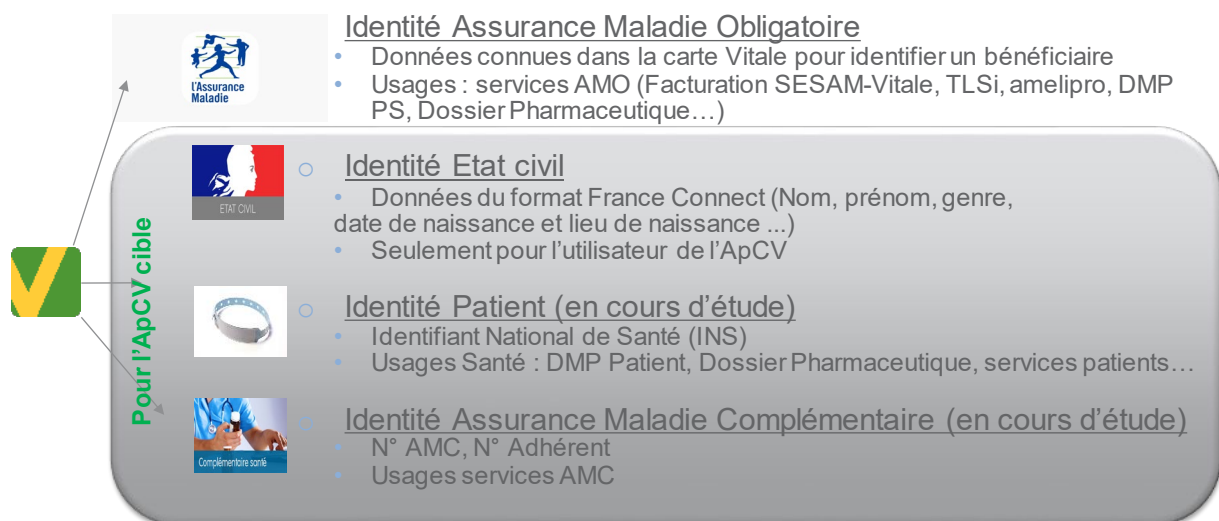 Identité Assurance Maladie Obligatoire
• Données connues dans la carte Vitale pour identifier un bénéficiaire
• Usages : services AMO (Facturation SESAM-Vitale, TLSi, amelipro, DMP
PS, Dossier Pharmaceutique…)
l'Assurance
Maladie
Pour l'ApCV cible
ETAT CIVIL
o Identité Etat civil
• Données du format France Connect (Nom, prénom, genre,
date de naissance et lieu de naissance ...)
• Seulement pour l'utilisateur de l'ApCV
o Identité Patient (en cours d'étude)
• Identifiant National de Santé (INS)
• Usages Santé : DMP Patient, Dossier Pharmaceutique, services patients…
Complémentaire santé
o Identité Assurance Maladie Complémentaire (en cours d'étude)
• N° AMC, N° Adhérent
• Usages services AMC